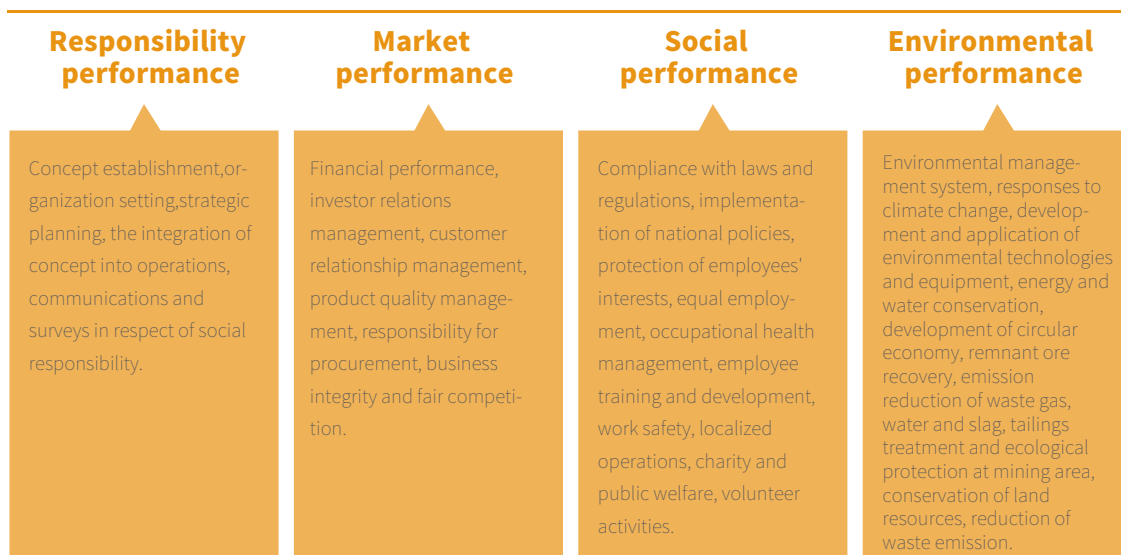 Responsibility
performance
Concept establishment,or-
ganization setting,strategic
planning, the integration of
concept into operations,
communications and
surveys in respect of social
responsibility.
Market
performance
Financial performance,
investor relations
management, customer
relationship management,
product quality manage-
ment, responsibility for
procurement, business
integrity and fair competi-
tion.
Social
performance
Compliance with laws and
regulations, implementa-
tion of national policies,
protection of employees'
interests, equal employ-
ment, occupational health
management, employee
training and development,
work safety, localized
operations, charity and
public welfare, volunteer
activities.
Environmental
performance
Environmental manage-
ment system, responses to
climate change, develop-
ment and application of
environmental technologies
and equipment, energy and
water conservation,
development of circular
economy, remnant ore
recovery, emission
reduction of waste gas,
water and slag, tailings
treatment and ecological
protection at mining area,
conservation of land
resources, reduction of
waste emission.